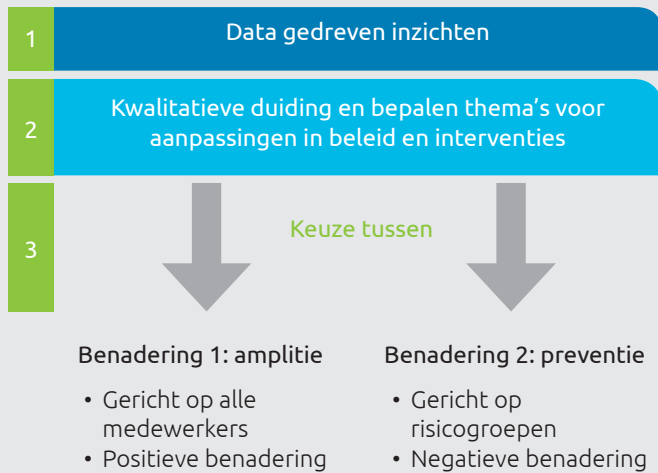 1
Data gedreven inzichten
2
Kwalitatieve duiding en bepalen thema's voor
aanpassingen in beleid en interventies
3
Keuze tussen
Benadering 1: amplitie
• Gericht op alle
medewerkers
• Positieve benadering
Benadering 2: preventie
• Gericht op
risicogroepen
• Negatieve benadering